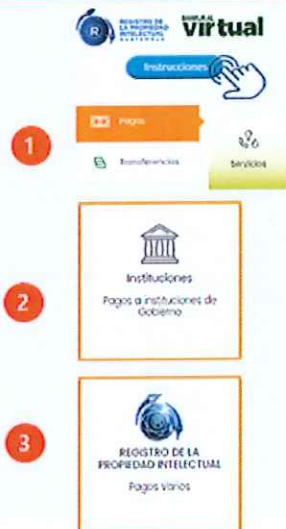 REGISTRO DE
LA PROPIEDAD
INTELECTUAL
GUATEMALA
BANRURAL
virtual
Instrucciones
1
Pagos
Transferencias
Servicios
2
Instituciones
Pagos a instituciones de
Gobierno
3
REGISTRO DE LA
PROPIEDAD INTELECTUAL
Pagos Varios